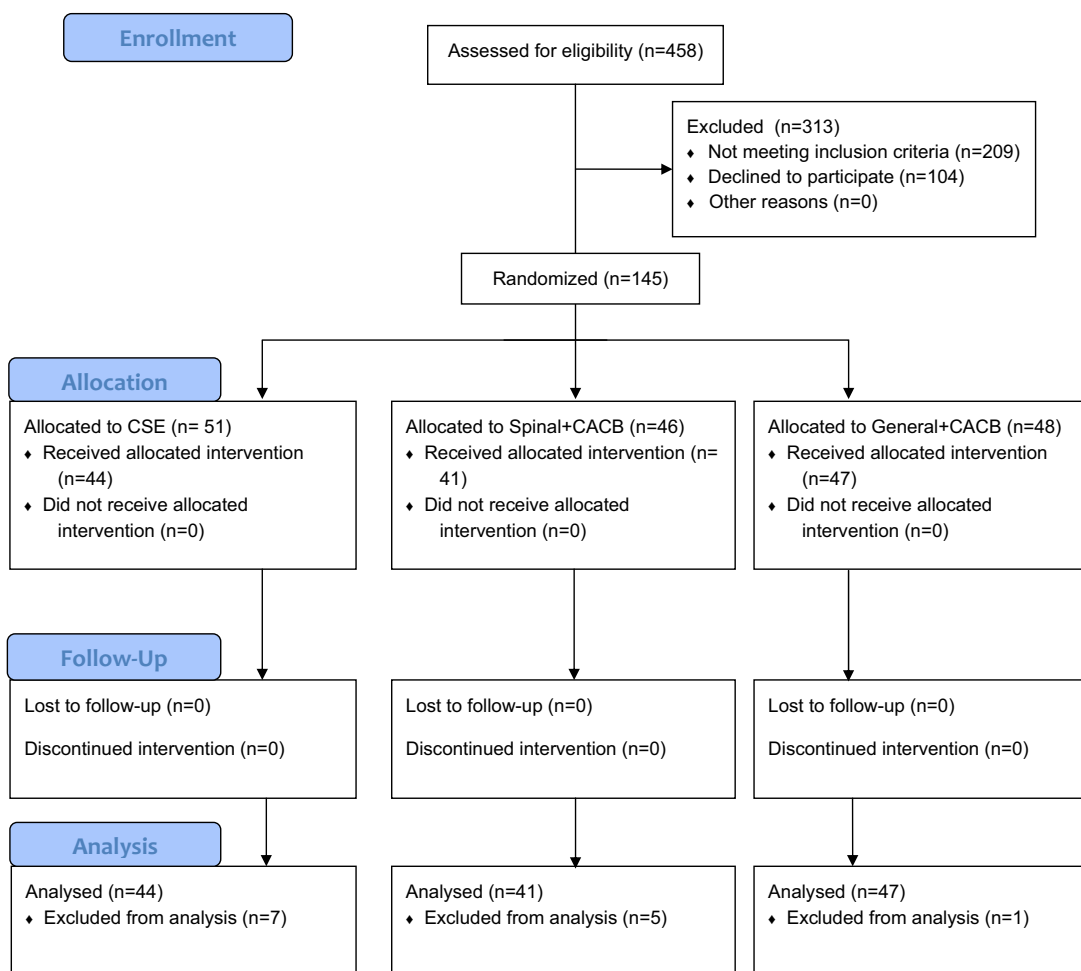 Enrollment
Assessed for eligibility (n=458)
Excluded (n=313)
♦ Not meeting inclusion criteria (n=209)
♦ Declined to participate (n=104)
♦ Other reasons (n=0)
Randomized (n=145)
Allocation
Allocated to CSE (n= 51)
♦ Received allocated intervention
(n=44)
♦ Did not receive allocated
intervention (n=0)
Allocated to Spinal+CACB (n=46)
♦ Received allocated intervention (n=
41)
♦ Did not receive allocated
intervention (n=0)
Allocated to General+CACB (n=48)
♦ Received allocated intervention
(n=47)
♦ Did not receive allocated
intervention (n=0)
Follow-Up
Lost to follow-up (n=0)
Discontinued intervention (n=0)
Lost to follow-up (n=0)
Discontinued intervention (n=0)
Lost to follow-up (n=0)
Discontinued intervention (n=0)
Analysis
Analysed (n=44)
♦ Excluded from analysis (n=7)
Analysed (n=41)
♦ Excluded from analysis (n=5)
Analysed (n=47)
♦ Excluded from analysis (n=1)